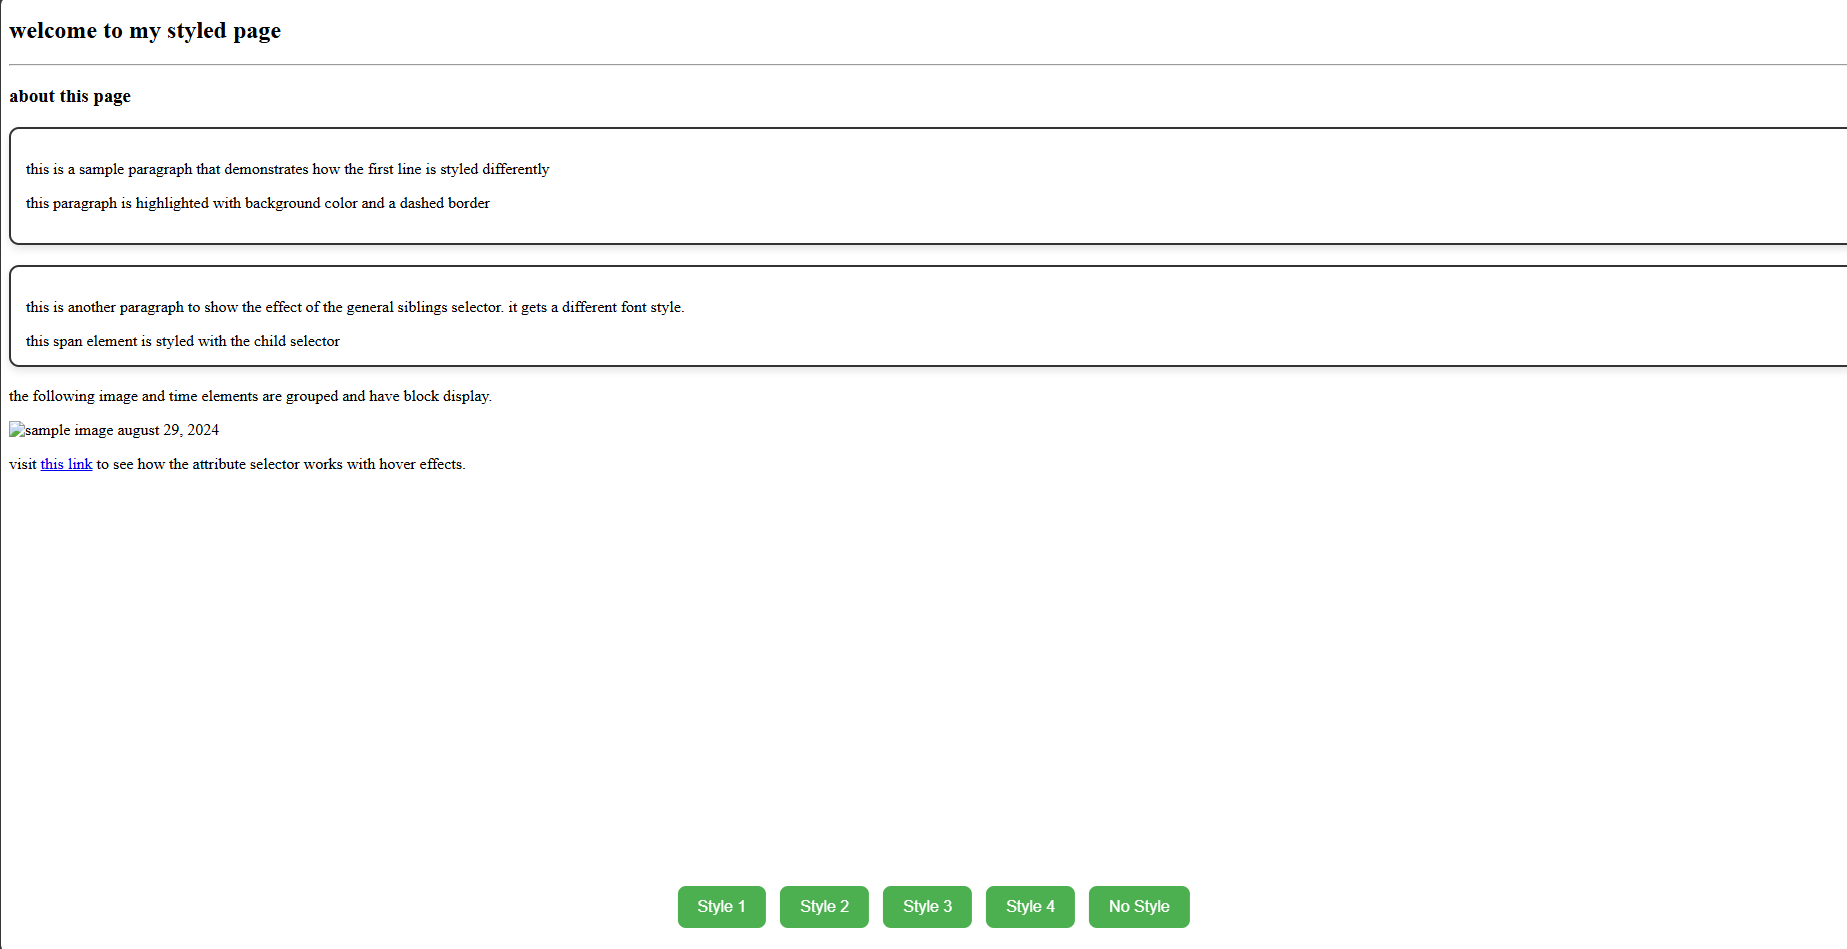 welcome to my styled page
about this page
this is a sample paragraph that demonstrates how the first line is styled differently
this paragraph is highlighted with background color and a dashed border
this is another paragraph to show the effect of the general siblings selector. it gets a different font style.
this span element is styled with the child selector
the following image and time elements are grouped and have block display.
sample image august 29, 2024
visit this link to see how the attribute selector works with hover effects.
Style 1 Style 2 Style 3 Style 4 No Style